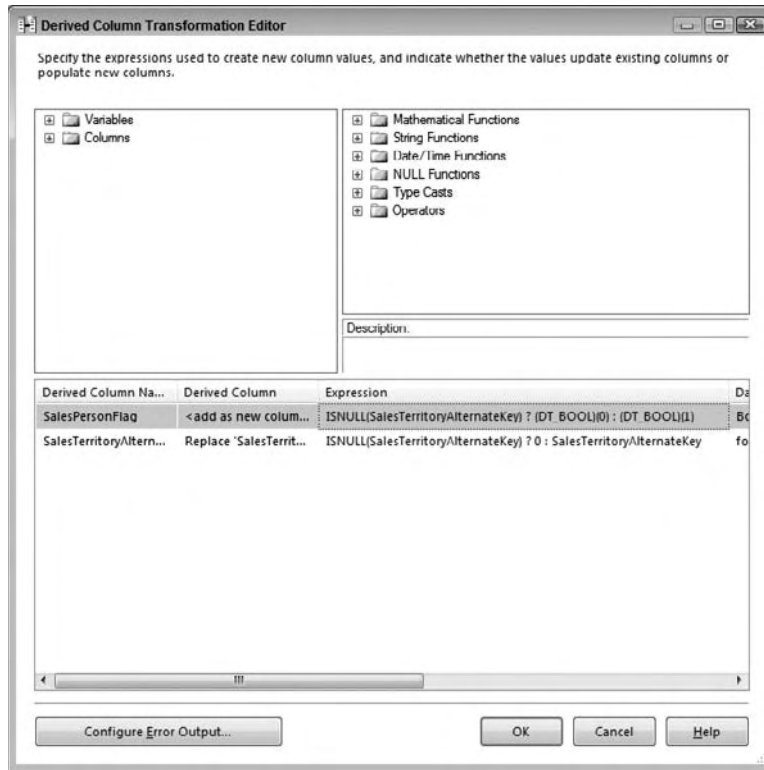 Derived Column Transformation Editor
Specify the expressions used to create new column values, and indicate whether the values update existing columns or
populate new columns.
Variables
Columns
Mathematical Functions
String Functions
Date/Time Functions
NULL Functions
Type Casts
Operators
Description:
Derived Column Na... Derived Column Expression Da
SalesPersonFlag <add as new colum... ISNULL(SalesTerritoryAlternateKey) ? (DT_BOOL)(0) : (DT_BOOL)(1) Bo
SalesTerritoryAltern... Replace 'SalesTerrit... ISNULL(SalesTerritoryAlternateKey) ? 0 : SalesTerritoryAlternateKey fo
Configure Error Output... OK Cancel Help